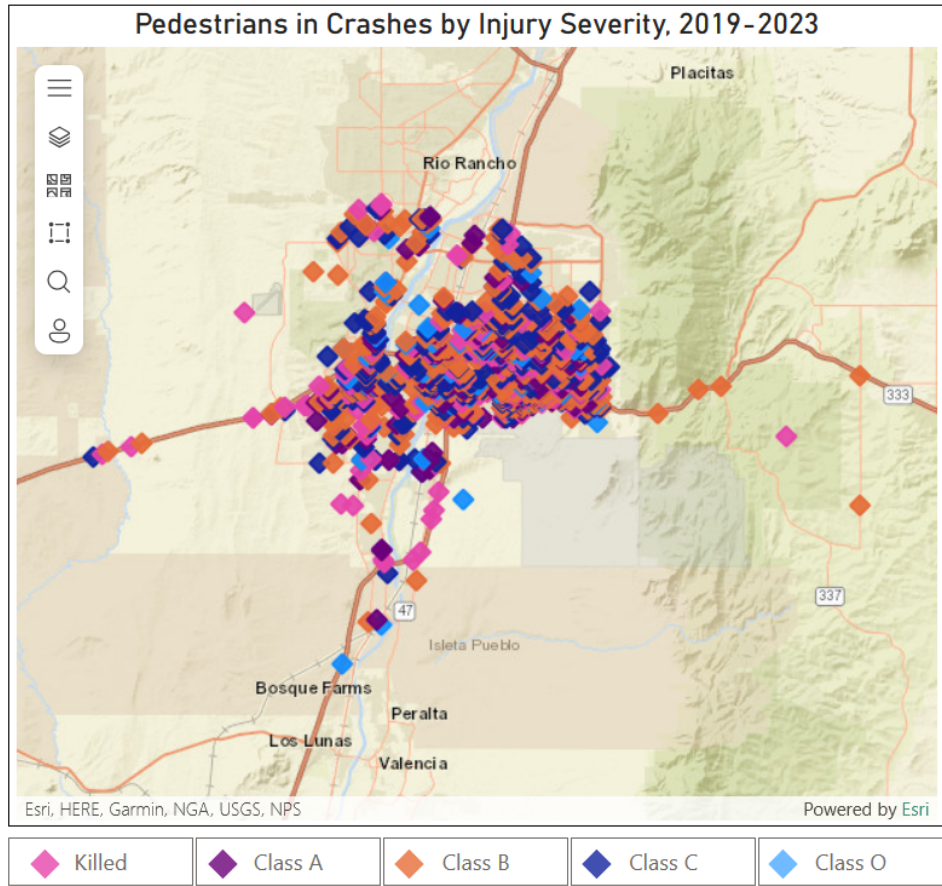 Pedestrians in Crashes by Injury Severity, 2019-2023
Placitas
Rio Rancho
333
337
47
Isleta Pueblo
Bosque Farms
Peralta
Los Lunas
Valencia
Esri, HERE, Garmin, NGA, USGS, NPS
Powered by Esri
Killed
Class A
Class B
Class C
Class O